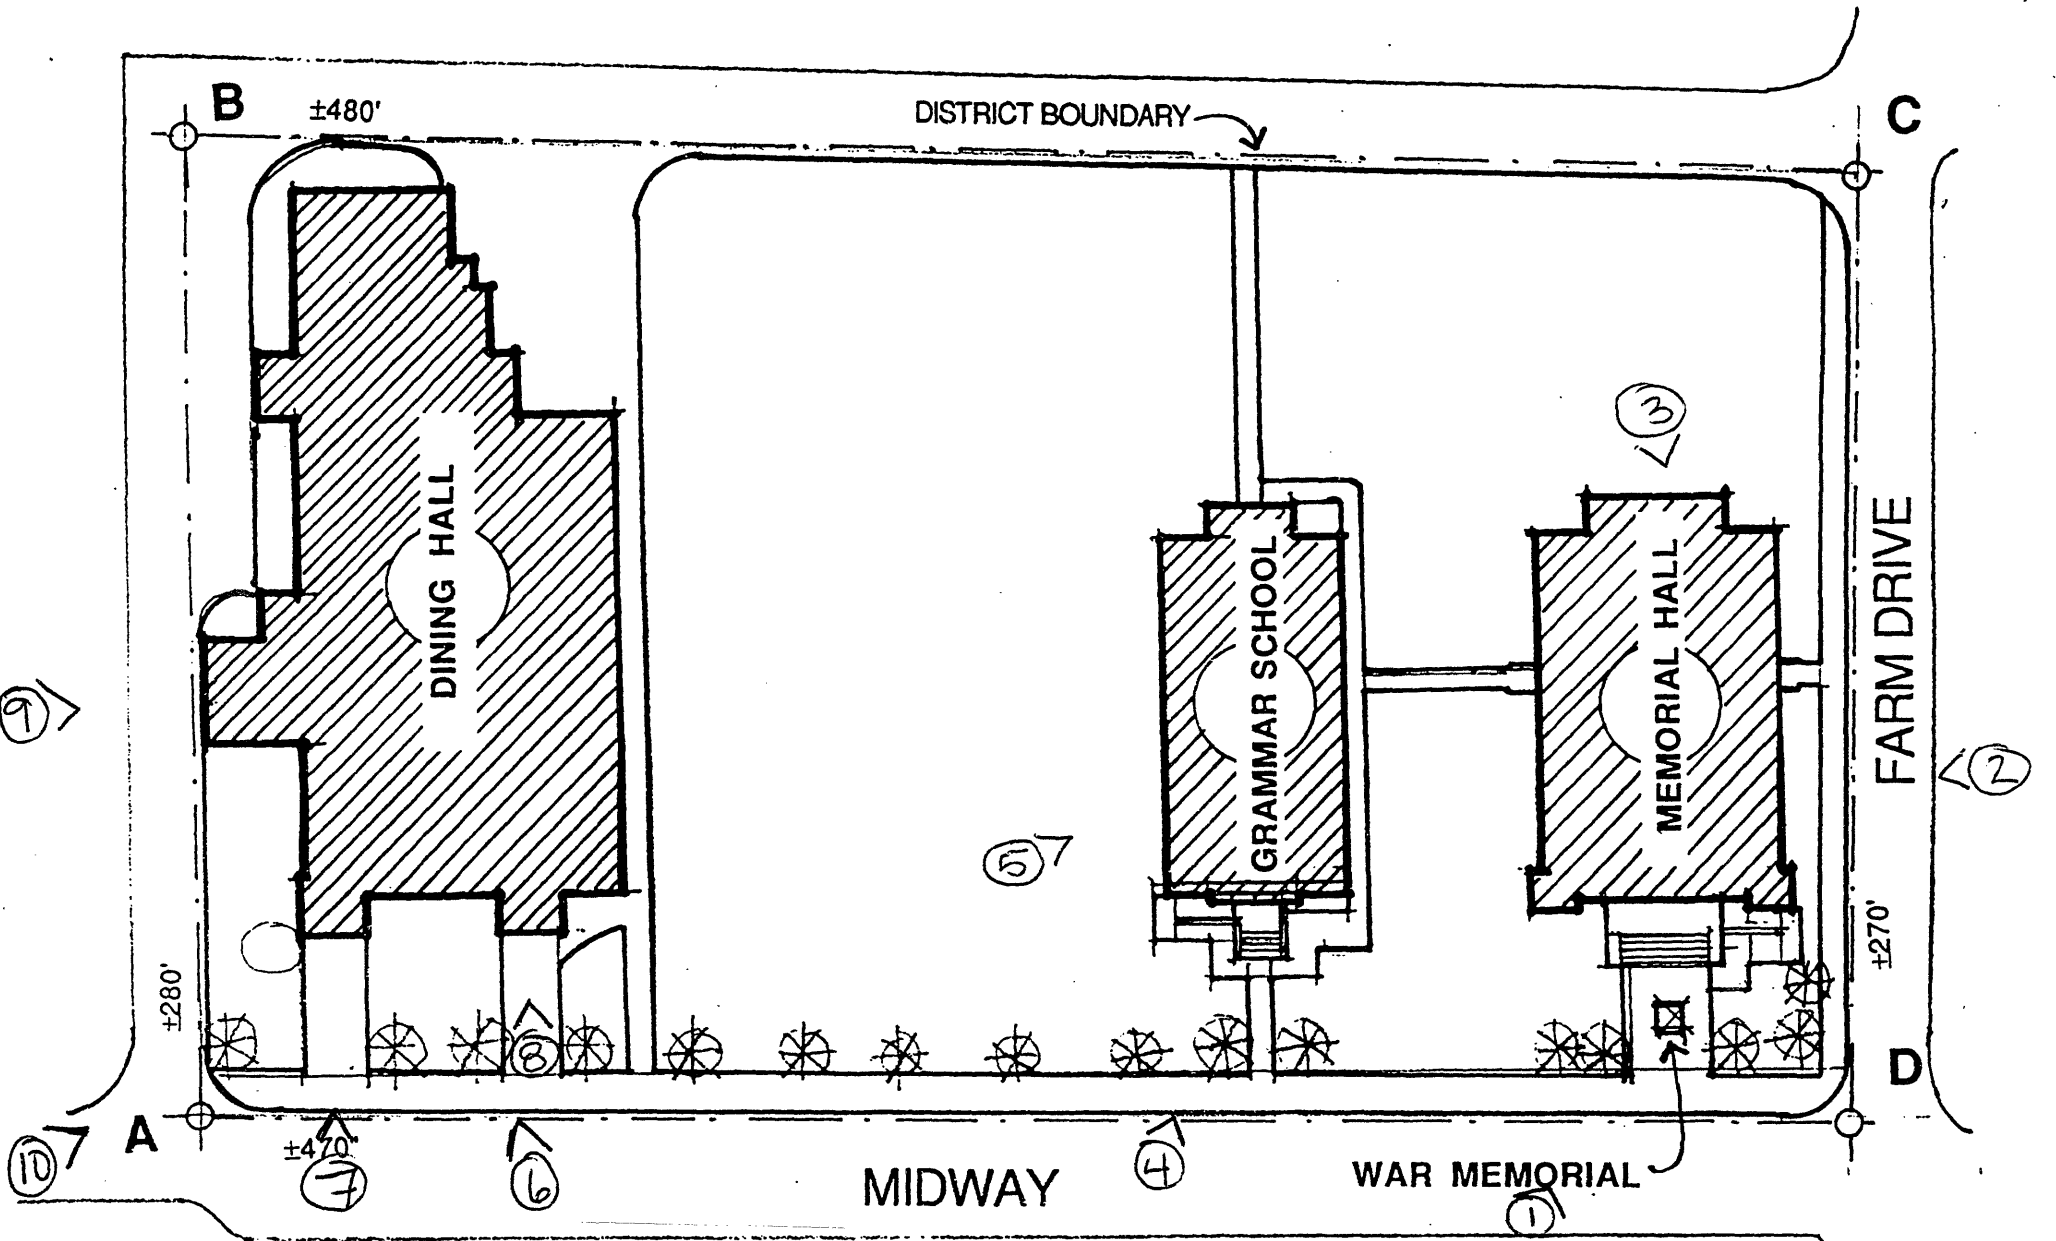 B
±480'
DISTRICT BOUNDARY
C
3
DINING HALL
GRAMMAR SCHOOL
MEMORIAL HALL
FARM DRIVE
9
2
5
±280'
±270'
8
D
A
10
±470'
7
6
MIDWAY
4
WAR MEMORIAL
1